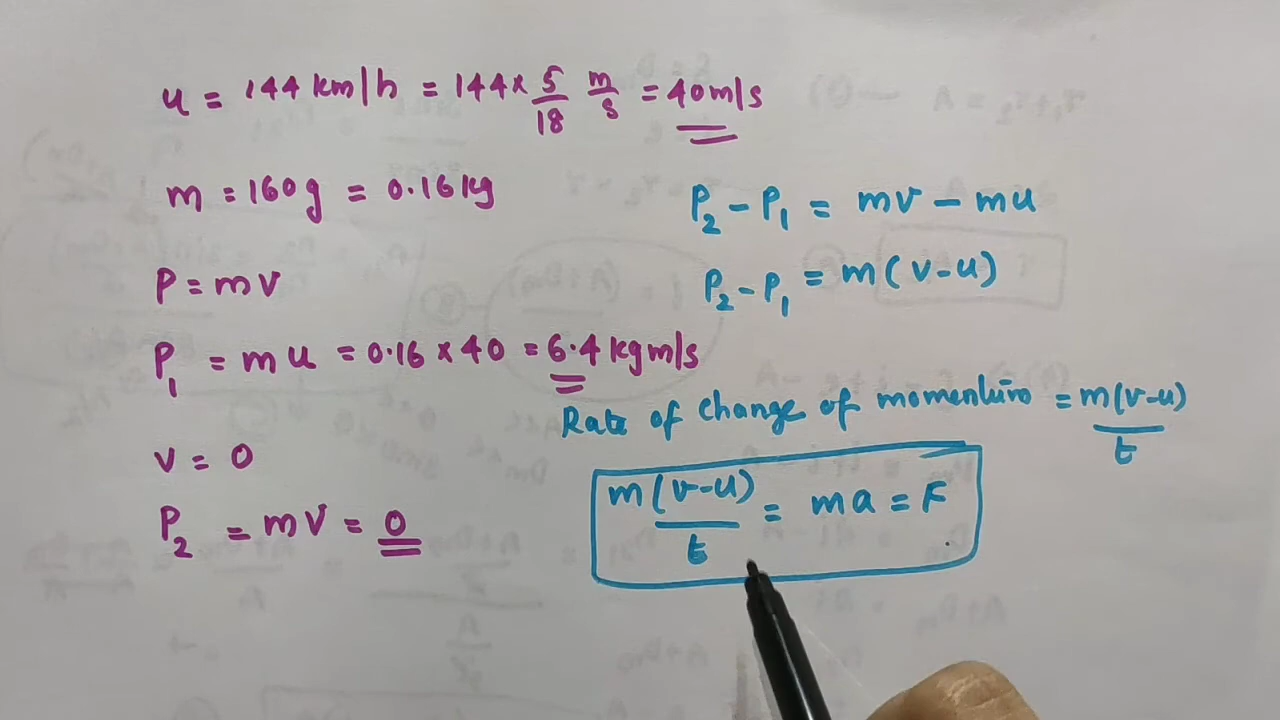 u = 144 km/h = 144 × 5/18 m/s = 40 m/s
m = 160g = 0.16 kg
P = mv
P₁ = mu = 0.16 × 40 = 6.4 kg m/s
v = 0
P₂ = mv = 0
P₂ - P₁ = mv - mu
P₂ - P₁ = m(v-u)
Rate of change of momentum = m(v-u)/t
m(v-u)/t = ma = F